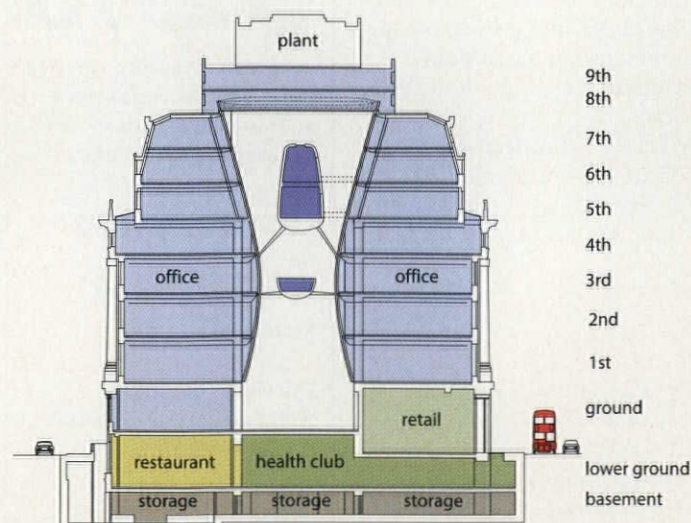 plant
9th
8th
7th
6th
5th
4th
office office 3rd
2nd
1st
ground
retail
restaurant health club
lower ground
storage storage storage
basement